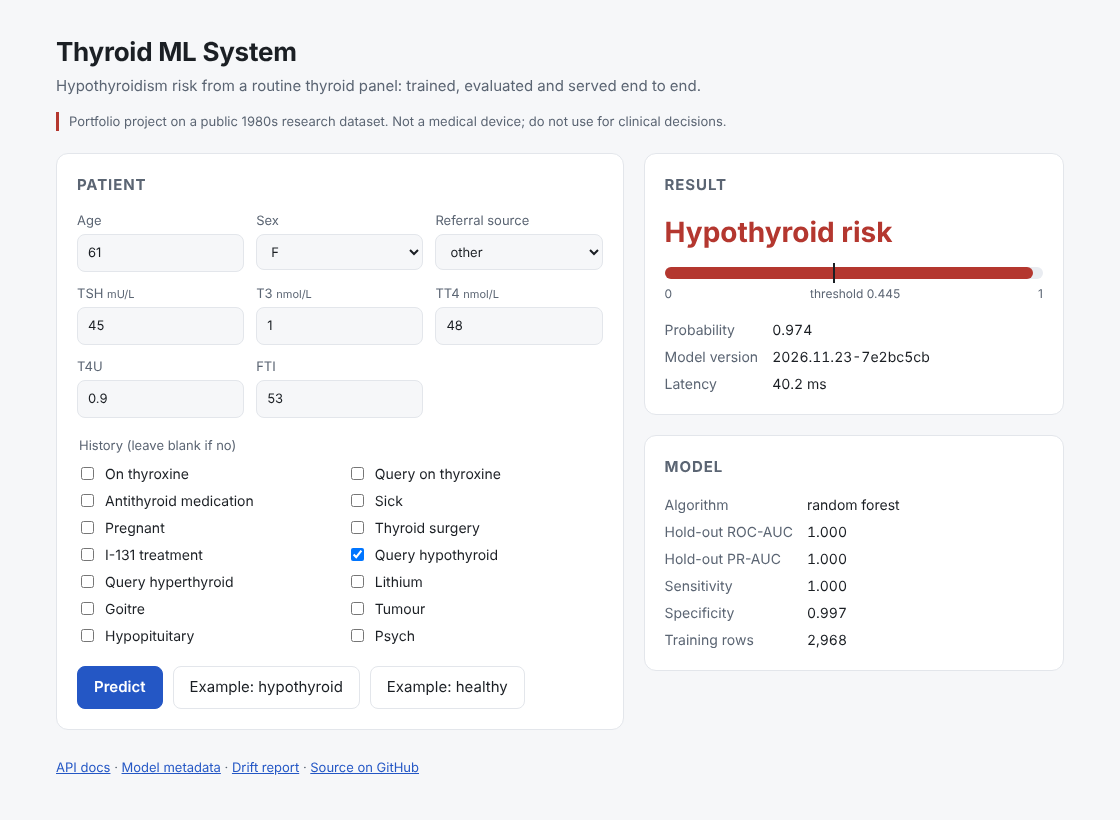 Thyroid ML System
Hypothyroidism risk from a routine thyroid panel: trained, evaluated and served end to end.
Portfolio project on a public 1980s research dataset. Not a medical device; do not use for clinical decisions.
PATIENT
Age Sex Referral source
61 F other
TSH mU/L T3 nmol/L TT4 nmol/L
45 1 48
T4U FTI
0.9 53
History (leave blank if no)
On thyroxine Query on thyroxine
Antithyroid medication Sick
Pregnant Thyroid surgery
I-131 treatment Query hypothyroid
Query hyperthyroid Lithium
Goitre Tumour
Hypopituitary Psych
Predict Example: hypothyroid Example: healthy
RESULT
Hypothyroid risk
0 threshold 0.445 1
Probability 0.974
Model version 2026.11.23-7e2bc5cb
Latency 40.2 ms
MODEL
Algorithm random forest
Hold-out ROC-AUC 1.000
Hold-out PR-AUC 1.000
Sensitivity 1.000
Specificity 0.997
Training rows 2,968
API docs · Model metadata · Drift report · Source on GitHub